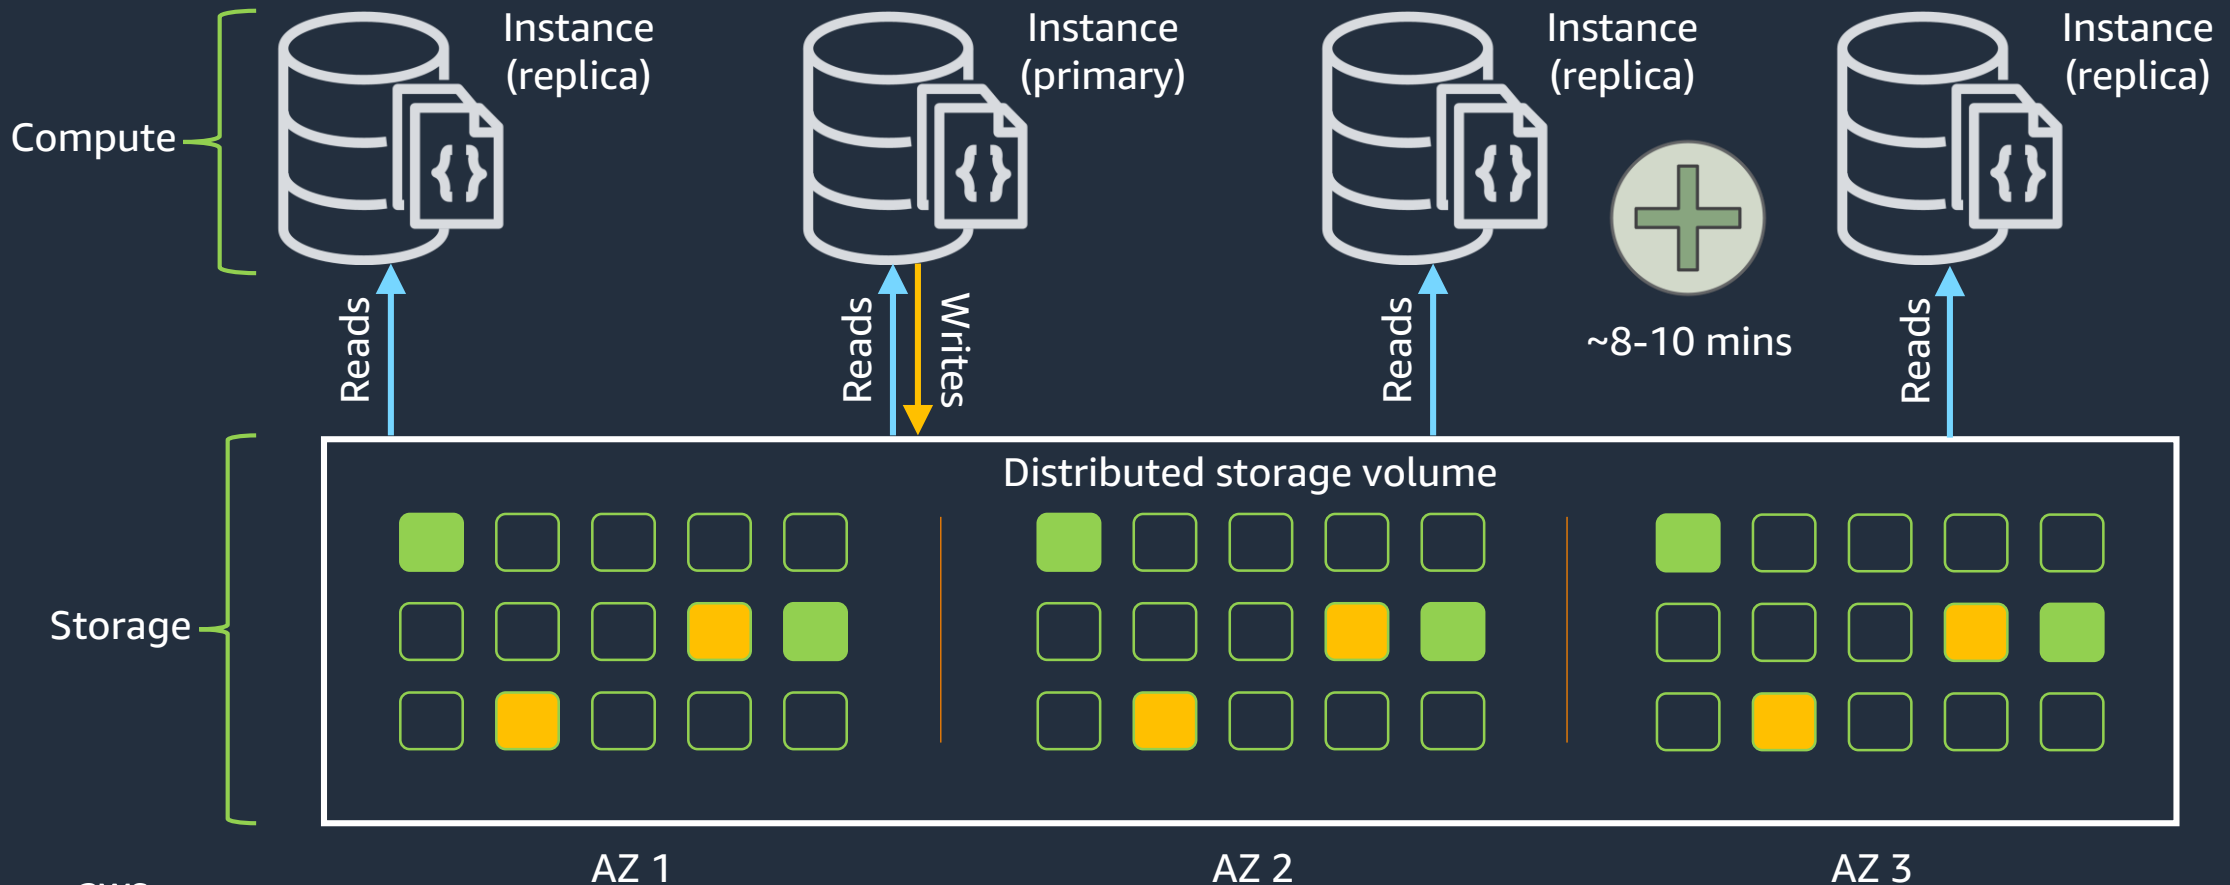 Instance
(replica)
Instance
(primary)
Instance
(replica)
Instance
(replica)
Compute
{}
{}
{}
{}
Reads
Reads
Writes
Reads
~8-10 mins
Reads
Distributed storage volume
Storage
AZ 1
AZ 2
AZ 3